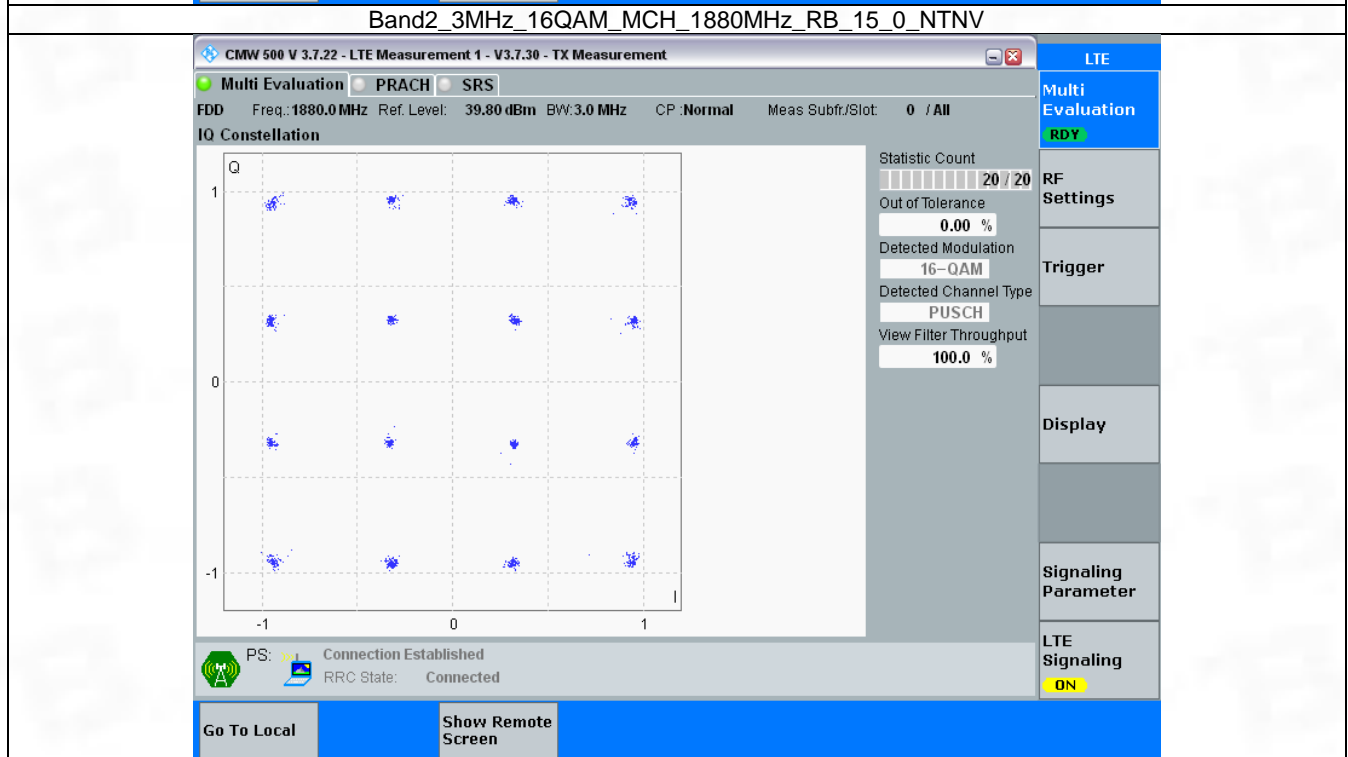 Band2_3MHz_16QAM_MCH_1880MHz_RB_15_0_NTNV
CMW 500 V 3.7.22 - LTE Measurement 1 - V3.7.30 - TX Measurement
LTE
Multi Evaluation PRACH SRS
FDD Freq.:1880.0 MHz Ref. Level: 39.80 dBm BW:3.0 MHz CP :Normal Meas Subfr./Slot: 0 / All
IQ Constellation
Q
1
0
-1
-1 0 1
I
Statistic Count
20 / 20
Out of Tolerance
0.00 %
Detected Modulation
16-QAM
Detected Channel Type
PUSCH
View Filter Throughput
100.0 %
Multi
Evaluation
RDY
RF
Settings
Trigger
Display
Signaling
Parameter
LTE
Signaling
ON
PS: Connection Established
RRC State: Connected
Go To Local
Show Remote
Screen